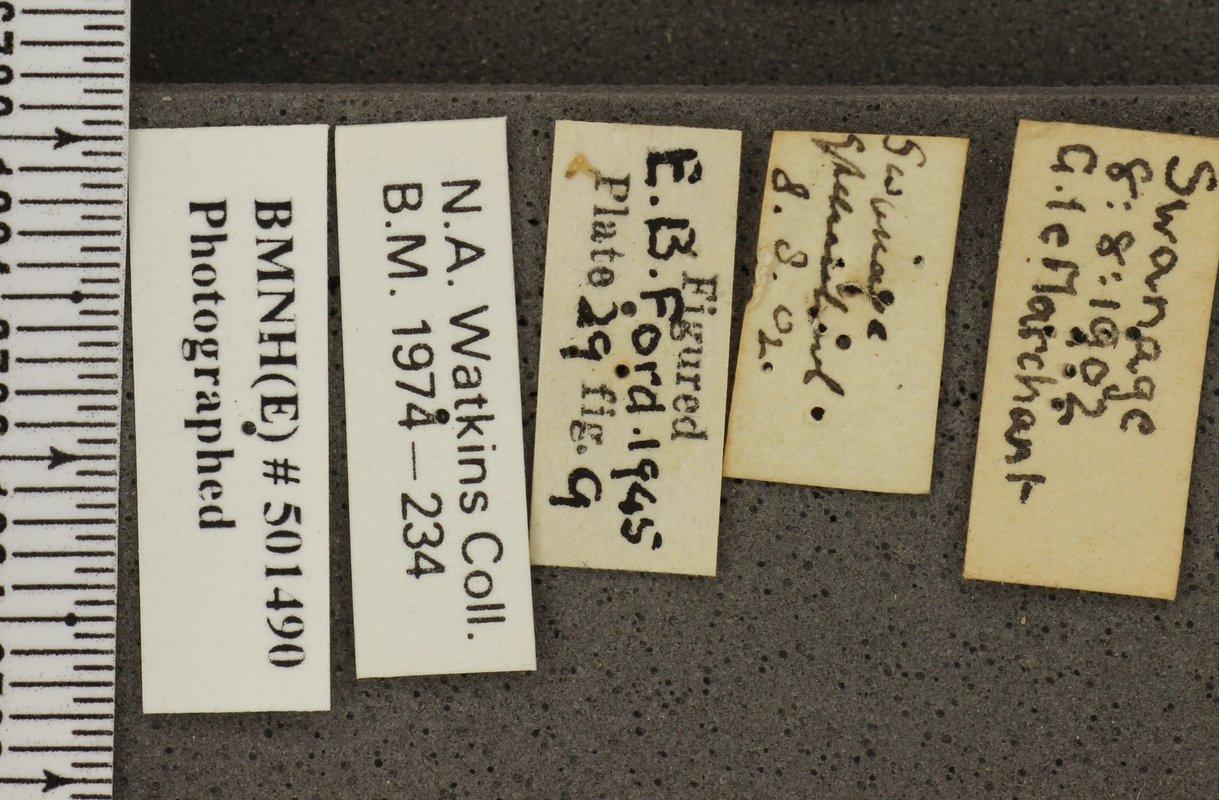 BMNH(E) # 501490
Photographed
N.A. Watkins Coll.
B.M. 1974—234
Figured
E.B. Ford. 1945
Plate 29 fig. 9
Swanage
8. 8. 02.
Swanage
8: 8: 1902
G. le Marchant